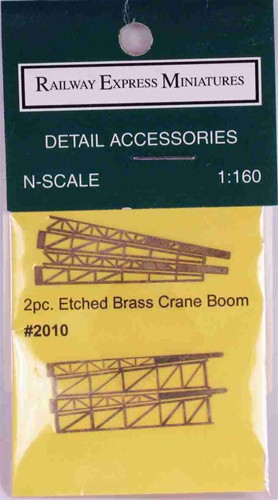 RAILWAY EXPRESS MINIATURES
DETAIL ACCESSORIES
N-SCALE 1:160
2pc. Etched Brass Crane Boom
#2010